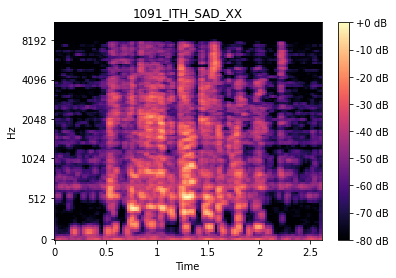 1091_ITH_SAD_XX
8192
4096
2048
1024
512
0
Hz
0
0.5
1
1.5
2
2.5
Time
+0 dB
-10 dB
-20 dB
-30 dB
-40 dB
-50 dB
-60 dB
-70 dB
-80 dB